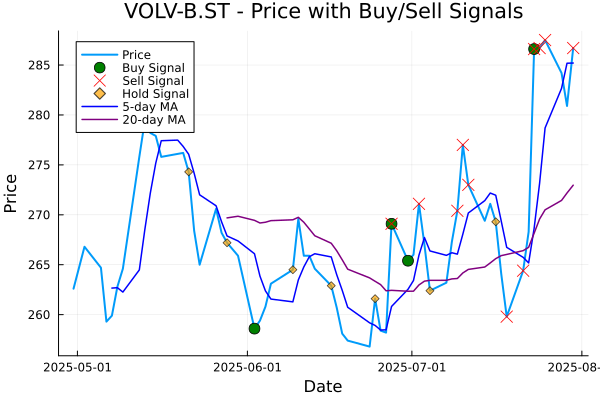 VOLV-B.ST - Price with Buy/Sell Signals
Price
Buy Signal
Sell Signal
Hold Signal
5-day MA
20-day MA
285
280
275
270
265
260
Price
2025-05-01 2025-06-01 2025-07-01 2025-08-
Date